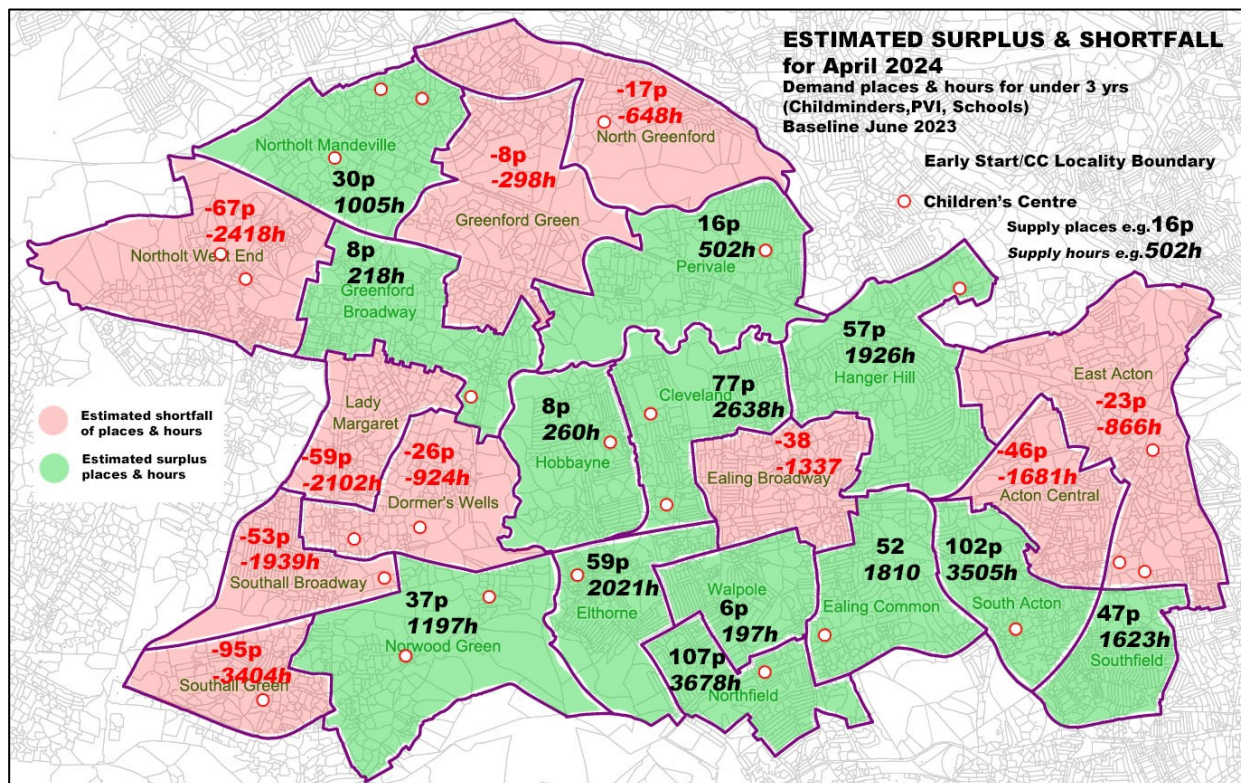 ESTIMATED SURPLUS & SHORTFALL
for April 2024
Demand places & hours for under 3 yrs
(Childminders,PVI, Schools)
Baseline June 2023
Early Start/CC Locality Boundary
Children's Centre
Supply places e.g.16p
Supply hours e.g.502h
-17p
-648h
North Greenford
Northolt Mandeville
30p
1005h
-8p
-298h
Greenford Green
-67p
-2418h
Northolt West End
8p
218h
Greenford
Broadway
16p
502h
Perivale
57p
1926h
Hanger Hill
East Acton
-23p
-866h
Estimated shortfall
of places & hours
Estimated surplus
places & hours
Lady
Margaret
-59p
-2102h
-26p
-924h
Dormer's Wells
8p
260h
Hobbayne
Cleveland
77p
2638h
-38
-1337
Ealing Broadway
-46p
-1681h
Acton Central
-53p
-1939h
Southall Broadway
37p
1197h
Norwood Green
59p
2021h
Elthorne
Walpole
6p
197h
52
1810
Ealing Common
102p
3505h
South Acton
47p
1623h
Southfield
-95p
-3404h
Southall Green
107p
3678h
Northfield